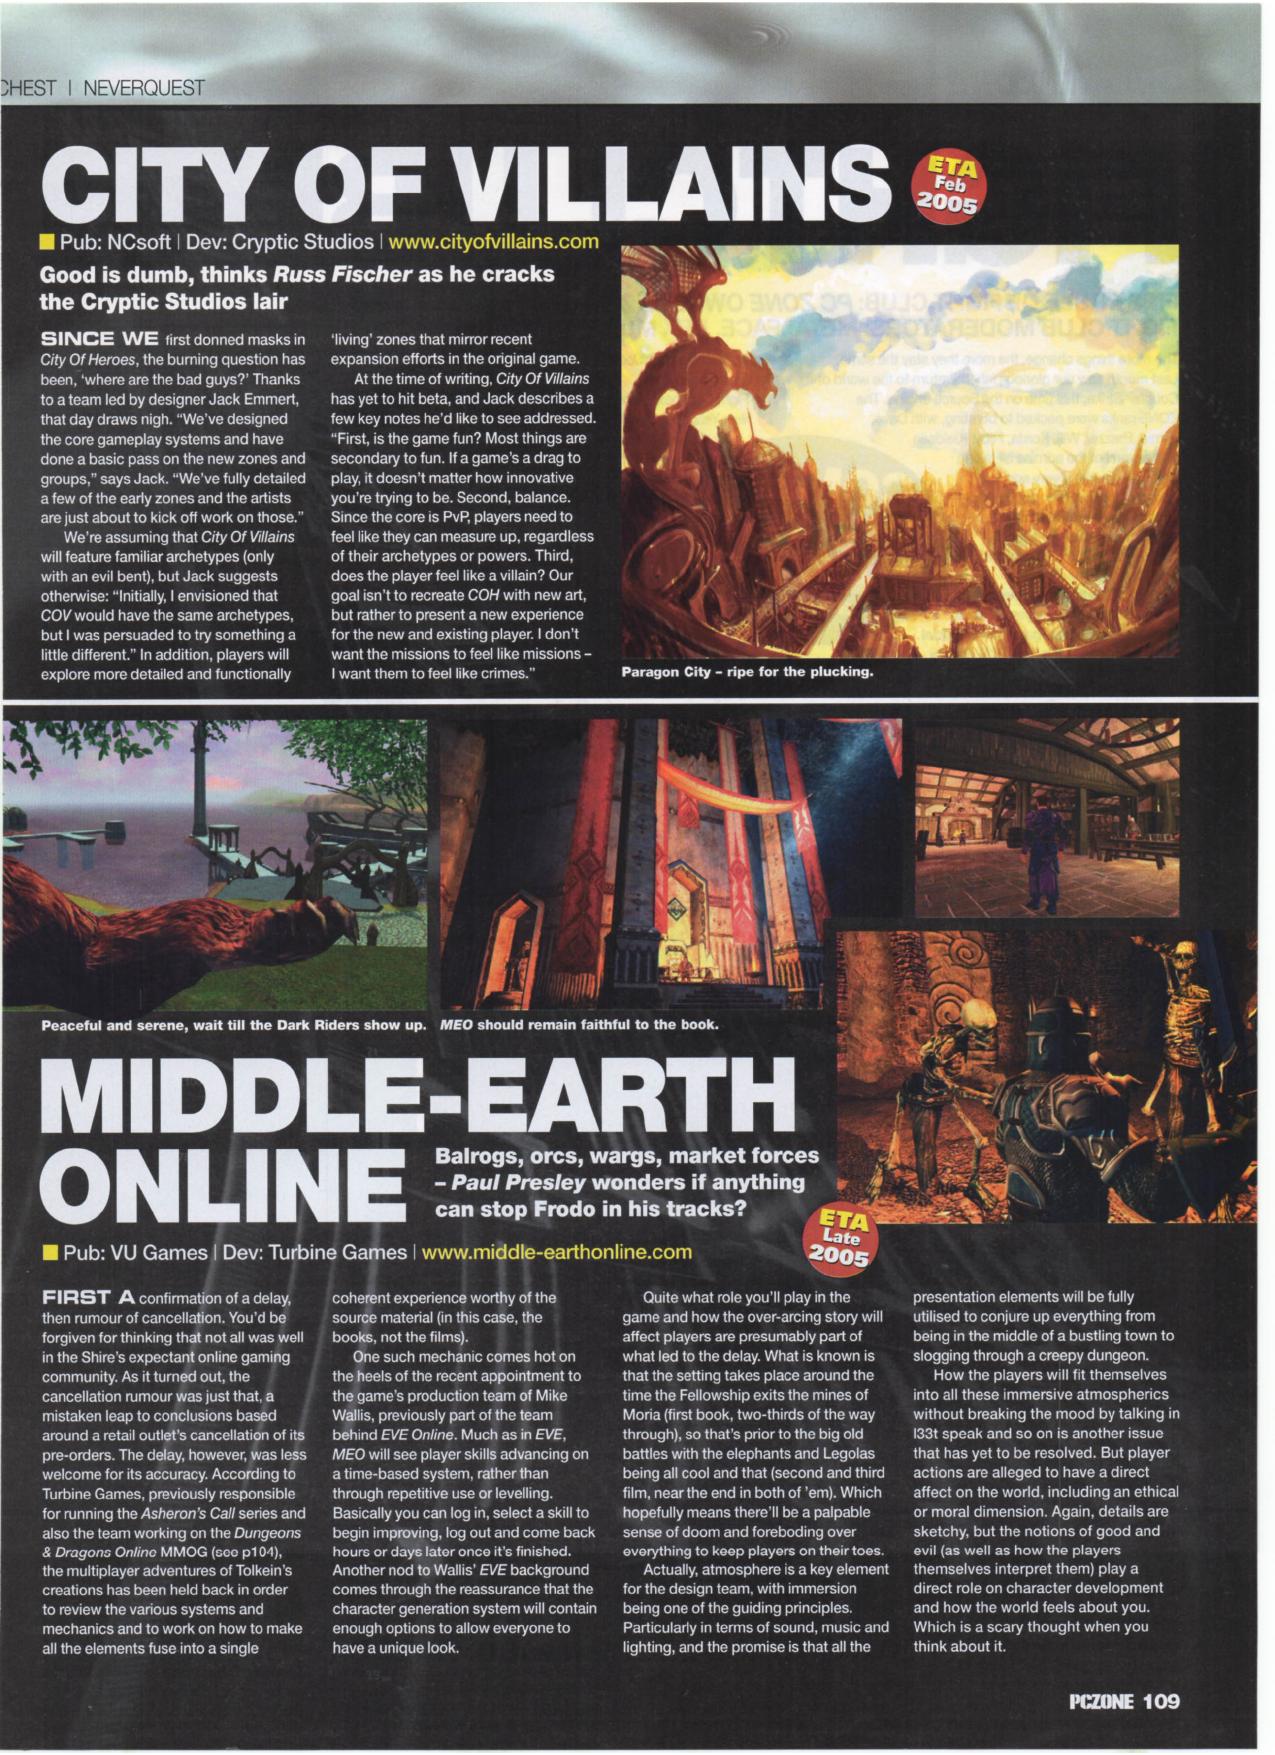 CHEST | NEVERQUEST
CITY OF VILLAINS
ETA
Feb
2005
Pub: NCsoft | Dev: Cryptic Studios | www.cityofvillains.com
Good is dumb, thinks Russ Fischer as he cracks
the Cryptic Studios lair
SINCE WE first donned masks in
City Of Heroes, the burning question has
been, ‘where are the bad guys?’ Thanks
to a team led by designer Jack Emmert,
that day draws nigh. “We’ve designed
the core gameplay systems and have
done a basic pass on the new zones and
groups,” says Jack. “We’ve fully detailed
a few of the early zones and the artists
are just about to kick off work on those.”
We’re assuming that City Of Villains
will feature familiar archetypes (only
with an evil bent), but Jack suggests
otherwise: “Initially, I envisioned that
COV would have the same archetypes,
but I was persuaded to try something a
little different.” In addition, players will
explore more detailed and functionally
‘living’ zones that mirror recent
expansion efforts in the original game.
At the time of writing, City Of Villains
has yet to hit beta, and Jack describes a
few key notes he’d like to see addressed.
“First, is the game fun? Most things are
secondary to fun. If a game’s a drag to
play, it doesn’t matter how innovative
you’re trying to be. Second, balance.
Since the core is PvP, players need to
feel like they can measure up, regardless
of their archetypes or powers. Third,
does the player feel like a villain? Our
goal isn’t to recreate COH with new art,
but rather to present a new experience
for the new and existing player. I don’t
want the missions to feel like missions –
I want them to feel like crimes.”
Paragon City – ripe for the plucking.
Peaceful and serene, wait till the Dark Riders show up.
MEO should remain faithful to the book.
MIDDLE-EARTH
ONLINE
Balrogs, orcs, wargs, market forces
– Paul Presley wonders if anything
can stop Frodo in his tracks?
ETA
Late
2005
Pub: VU Games | Dev: Turbine Games | www.middle-earthonline.com
FIRST A confirmation of a delay,
then rumour of cancellation. You’d be
forgiven for thinking that not all was well
in the Shire’s expectant online gaming
community. As it turned out, the
cancellation rumour was just that, a
mistaken leap to conclusions based
around a retail outlet’s cancellation of its
pre-orders. The delay, however, was less
welcome for its accuracy. According to
Turbine Games, previously responsible
for running the Asheron’s Call series and
also the team working on the Dungeons
& Dragons Online MMOG (see p104),
the multiplayer adventures of Tolkein’s
creations has been held back in order
to review the various systems and
mechanics and to work on how to make
all the elements fuse into a single
coherent experience worthy of the
source material (in this case, the
books, not the films).
One such mechanic comes hot on
the heels of the recent appointment to
the game’s production team of Mike
Wallis, previously part of the team
behind EVE Online. Much as in EVE,
MEO will see player skills advancing on
a time-based system, rather than
through repetitive use or levelling.
Basically you can log in, select a skill to
begin improving, log out and come back
hours or days later once it’s finished.
Another nod to Wallis’ EVE background
comes through the reassurance that the
character generation system will contain
enough options to allow everyone to
have a unique look.
Quite what role you’ll play in the
game and how the over-arcing story will
affect players are presumably part of
what led to the delay. What is known is
that the setting takes place around the
time the Fellowship exits the mines of
Moria (first book, two-thirds of the way
through), so that’s prior to the big old
battles with the elephants and Legolas
being all cool and that (second and third
film, near the end in both of ’em). Which
hopefully means there’ll be a palpable
sense of doom and foreboding over
everything to keep players on their toes.
Actually, atmosphere is a key element
for the design team, with immersion
being one of the guiding principles.
Particularly in terms of sound, music and
lighting, and the promise is that all the
presentation elements will be fully
utilised to conjure up everything from
being in the middle of a bustling town to
slogging through a creepy dungeon.
How the players will fit themselves
into all these immersive atmospherics
without breaking the mood by talking in
l33t speak and so on is another issue
that has yet to be resolved. But player
actions are alleged to have a direct
affect on the world, including an ethical
or moral dimension. Again, details are
sketchy, but the notions of good and
evil (as well as how the players
themselves interpret them) play a
direct role on character development
and how the world feels about you.
Which is a scary thought when you
think about it.
PCZONE 109